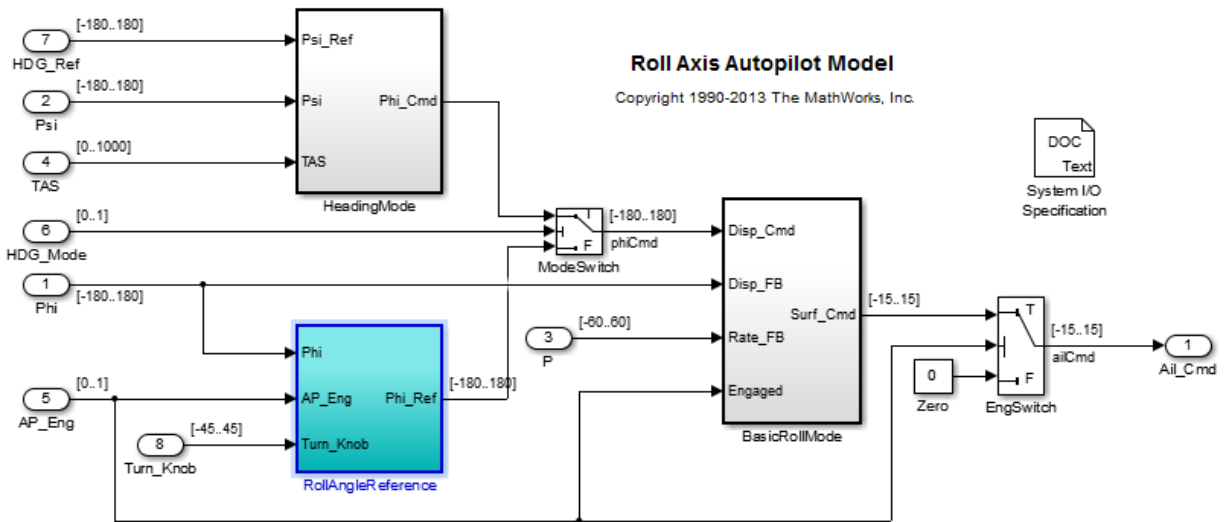 Roll Axis Autopilot Model
Copyright 1990-2013 The MathWorks, Inc.
[-180..180]
7
HDG_Ref
[-180..180]
2
Psi
[0..1000]
4
TAS
Psi_Ref
Psi
Phi_Cmd
TAS
HeadingMode
DOC
Text
System I/O
Specification
[0..1]
6
HDG_Mode
T
F
[-180..180]
phiCmd
ModeSwitch
1
Phi
[-180..180]
Disp_Cmd
Disp_FB
Surf_Cmd
Rate_FB
Engaged
BasicRollMode
[-60..60]
3
P
[0..1]
5
AP_Eng
[-45..45]
8
Turn_Knob
Phi
AP_Eng
Phi_Ref
Turn_Knob
RollAngleReference
[-180..180]
[-15..15]
T
F
0
Zero
EngSwitch
[-15..15]
ailCmd
1
Ail_Cmd